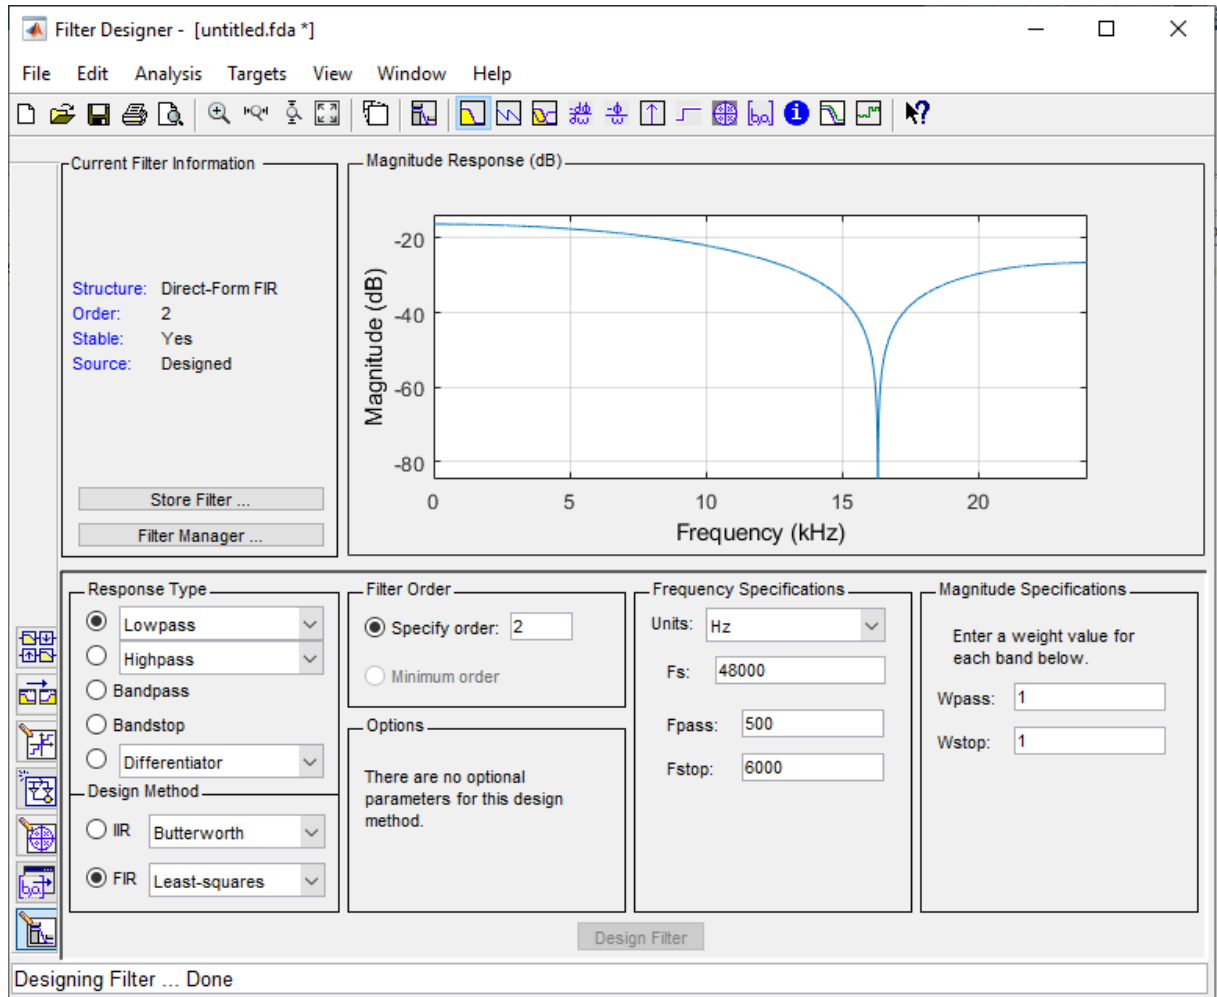 Filter Designer - [untitled.fda *]
File Edit Analysis Targets View Window Help
Current Filter Information
Structure: Direct-Form FIR
Order: 2
Stable: Yes
Source: Designed
Store Filter ...
Filter Manager ...
Magnitude Response (dB)
Magnitude (dB)
-20
-40
-60
-80
0 5 10 15 20
Frequency (kHz)
Response Type
Lowpass
Highpass
Bandpass
Bandstop
Differentiator
Design Method
IIR Butterworth
FIR Least-squares
Filter Order
Specify order: 2
Minimum order
Options
There are no optional
parameters for this design
method.
Frequency Specifications
Units: Hz
Fs: 48000
Fpass: 500
Fstop: 6000
Magnitude Specifications
Enter a weight value for
each band below.
Wpass: 1
Wstop: 1
Design Filter
Designing Filter ... Done